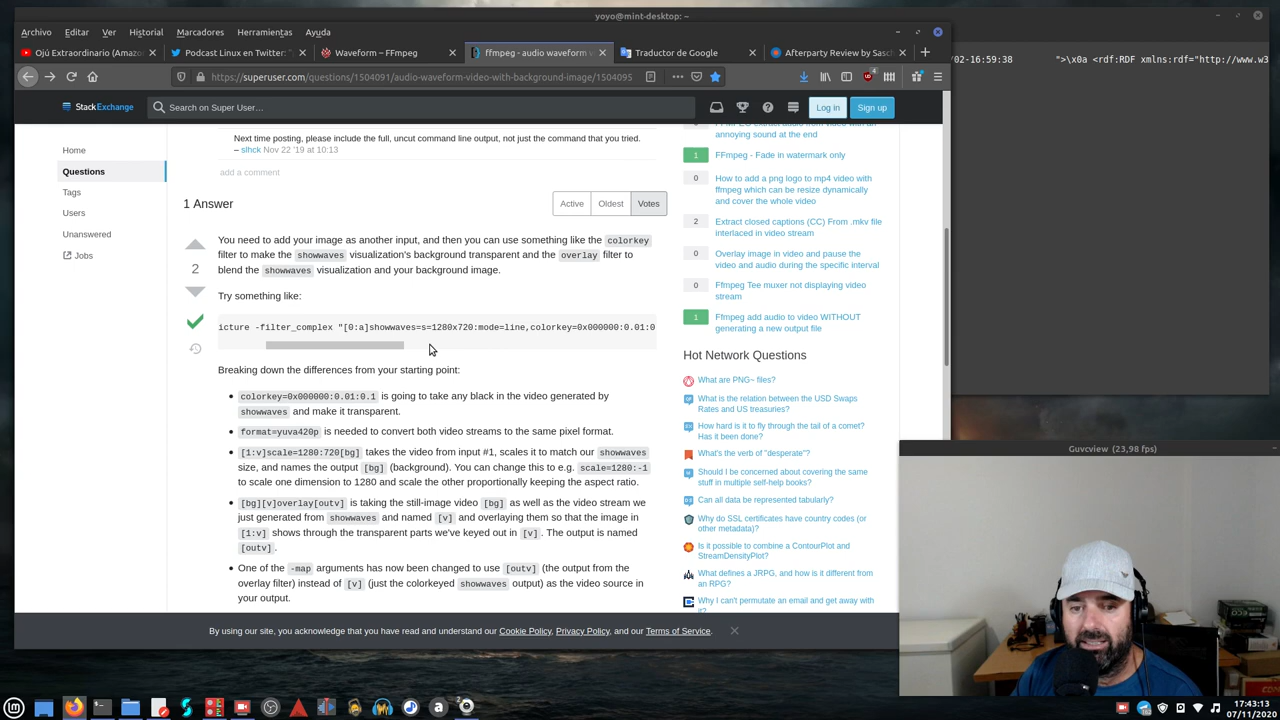 yoyo@mint-desktop: ~
Archivo Editar Ver Historial Marcadores Herramientas Ayuda
Ojú Extraordinario (Amazo
Podcast Linux en Twitter: "
Waveform – FFmpeg
ffmpeg - audio waveform v
Traductor de Google
Afterparty Review by Sasch
https://superuser.com/questions/1504091/audio-waveform-video-with-background-image/1504095
4
/02-16:59:38 ">\x0a <rdf:RDF xmlns:rdf="http://www.w3
StackExchange
Search on Super User…
Log in
Sign up
Home
Questions
Tags
Users
Unanswered
Jobs
Next time posting, please include the full, uncut command line output, not just the command that you tried.
– slhck Nov 22 '19 at 10:13
add a comment
1 Answer
Active Oldest Votes
2
You need to add your image as another input, and then you can use something like the colorkey
filter to make the showwaves visualization's background transparent and the overlay filter to
blend the showwaves visualization and your background image.
Try something like:
icture -filter_complex "[0:a]showwaves=s=1280x720:mode=line,colorkey=0x000000:0.01:0
Breaking down the differences from your starting point:
• colorkey=0x000000:0.01:0.1 is going to take any black in the video generated by
showwaves and make it transparent.
• format=yuva420p is needed to convert both video streams to the same pixel format.
• [1:v]scale=1280:720[bg] takes the video from input #1, scales it to match our showwaves
size, and names the output [bg] (background). You can change this to e.g. scale=1280:-1
to scale one dimension to 1280 and scale the other proportionally keeping the aspect ratio.
• [bg][v]overlay[outv] is taking the still-image video [bg] as well as the video stream we
just generated from showwaves and named [v] and overlaying them so that the image in
[1:v] shows through the transparent parts we've keyed out in [v]. The output is named
[outv].
• One of the -map arguments has now been changed to use [outv] (the output from the
overlay filter) instead of [v] (just the colorkeyed showwaves output) as the video source in
your output.
annoying sound at the end
1 FFmpeg - Fade in watermark only
0 How to add a png logo to mp4 video with
ffmpeg which can be resize dynamically
and cover the whole video
2 Extract closed captions (CC) From .mkv file
interlaced in video stream
0 Overlay image in video and pause the
video and audio during the specific interval
0 Ffmpeg Tee muxer not displaying video
stream
1 Ffmpeg add audio to video WITHOUT
generating a new output file
Hot Network Questions
What are PNG~ files?
What is the relation between the USD Swaps
Rates and US treasuries?
How hard is it to fly through the tail of a comet?
Has it been done?
What's the verb of "desperate"?
Should I be concerned about covering the same
stuff in multiple self-help books?
Can all data be represented tabularly?
Why do SSL certificates have country codes (or
other metadata)?
Is it possible to combine a ContourPlot and
StreamDensityPlot?
What defines a JRPG, and how is it different from
an RPG?
Why I can't permutate an email and get away with
By using our site, you acknowledge that you have read and understand our Cookie Policy, Privacy Policy, and our Terms of Service.
Guvcview (23,98 fps)
17:43:13
07/11/2020